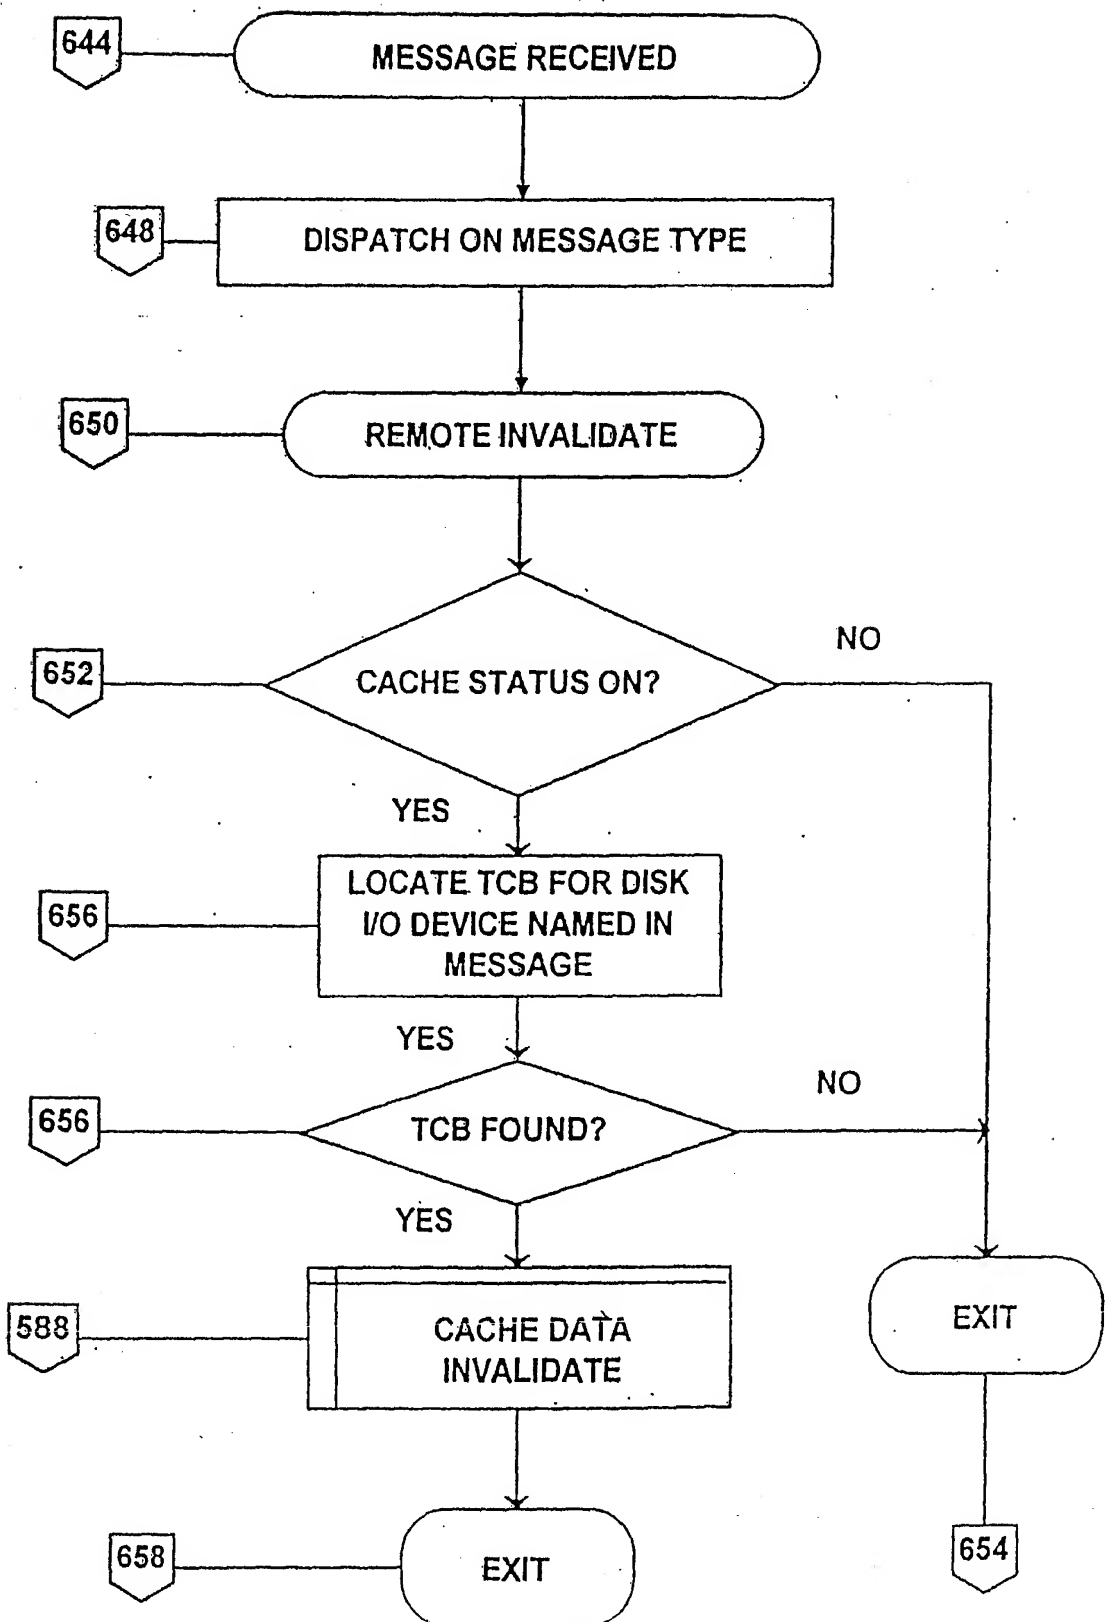 644
MESSAGE RECEIVED
648
DISPATCH ON MESSAGE TYPE
650
REMOTE INVALIDATE
652
CACHE STATUS ON?
NO
YES
656
LOCATE TCB FOR DISK
I/O DEVICE NAMED IN
MESSAGE
YES
656
TCB FOUND?
NO
YES
588
CACHE DATA
INVALIDATE
EXIT
658
EXIT
654